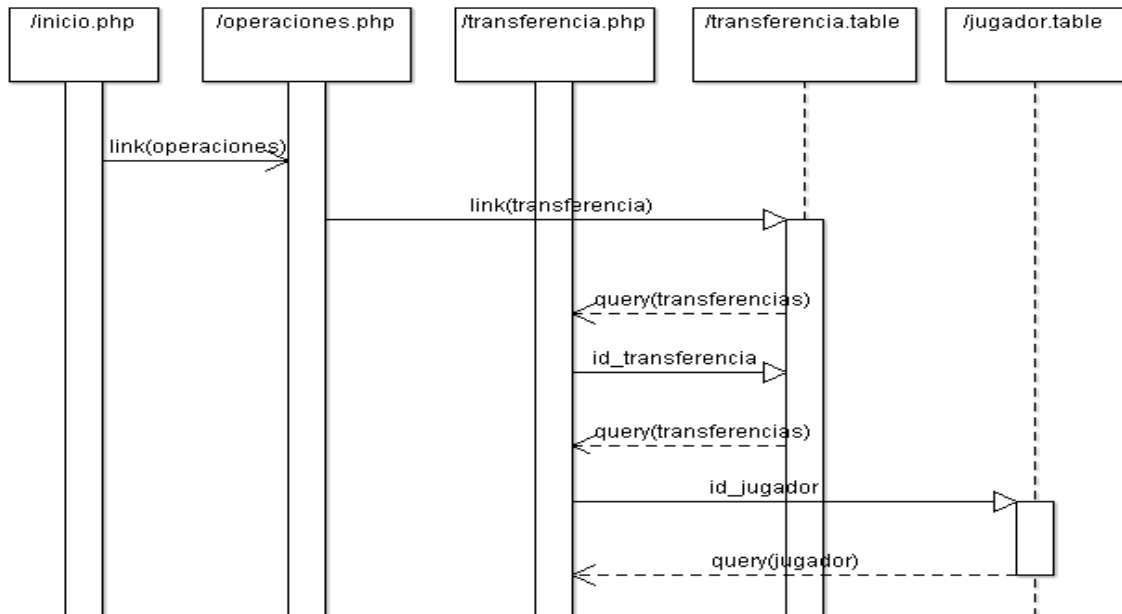 /inicio.php
/operaciones.php
/transferencia.php
/transferencia.table
/jugador.table
link(operaciones)
link(transferencia)
query(transferencias)
id_transferencia
query(transferencias)
id_jugador
query(jugador)